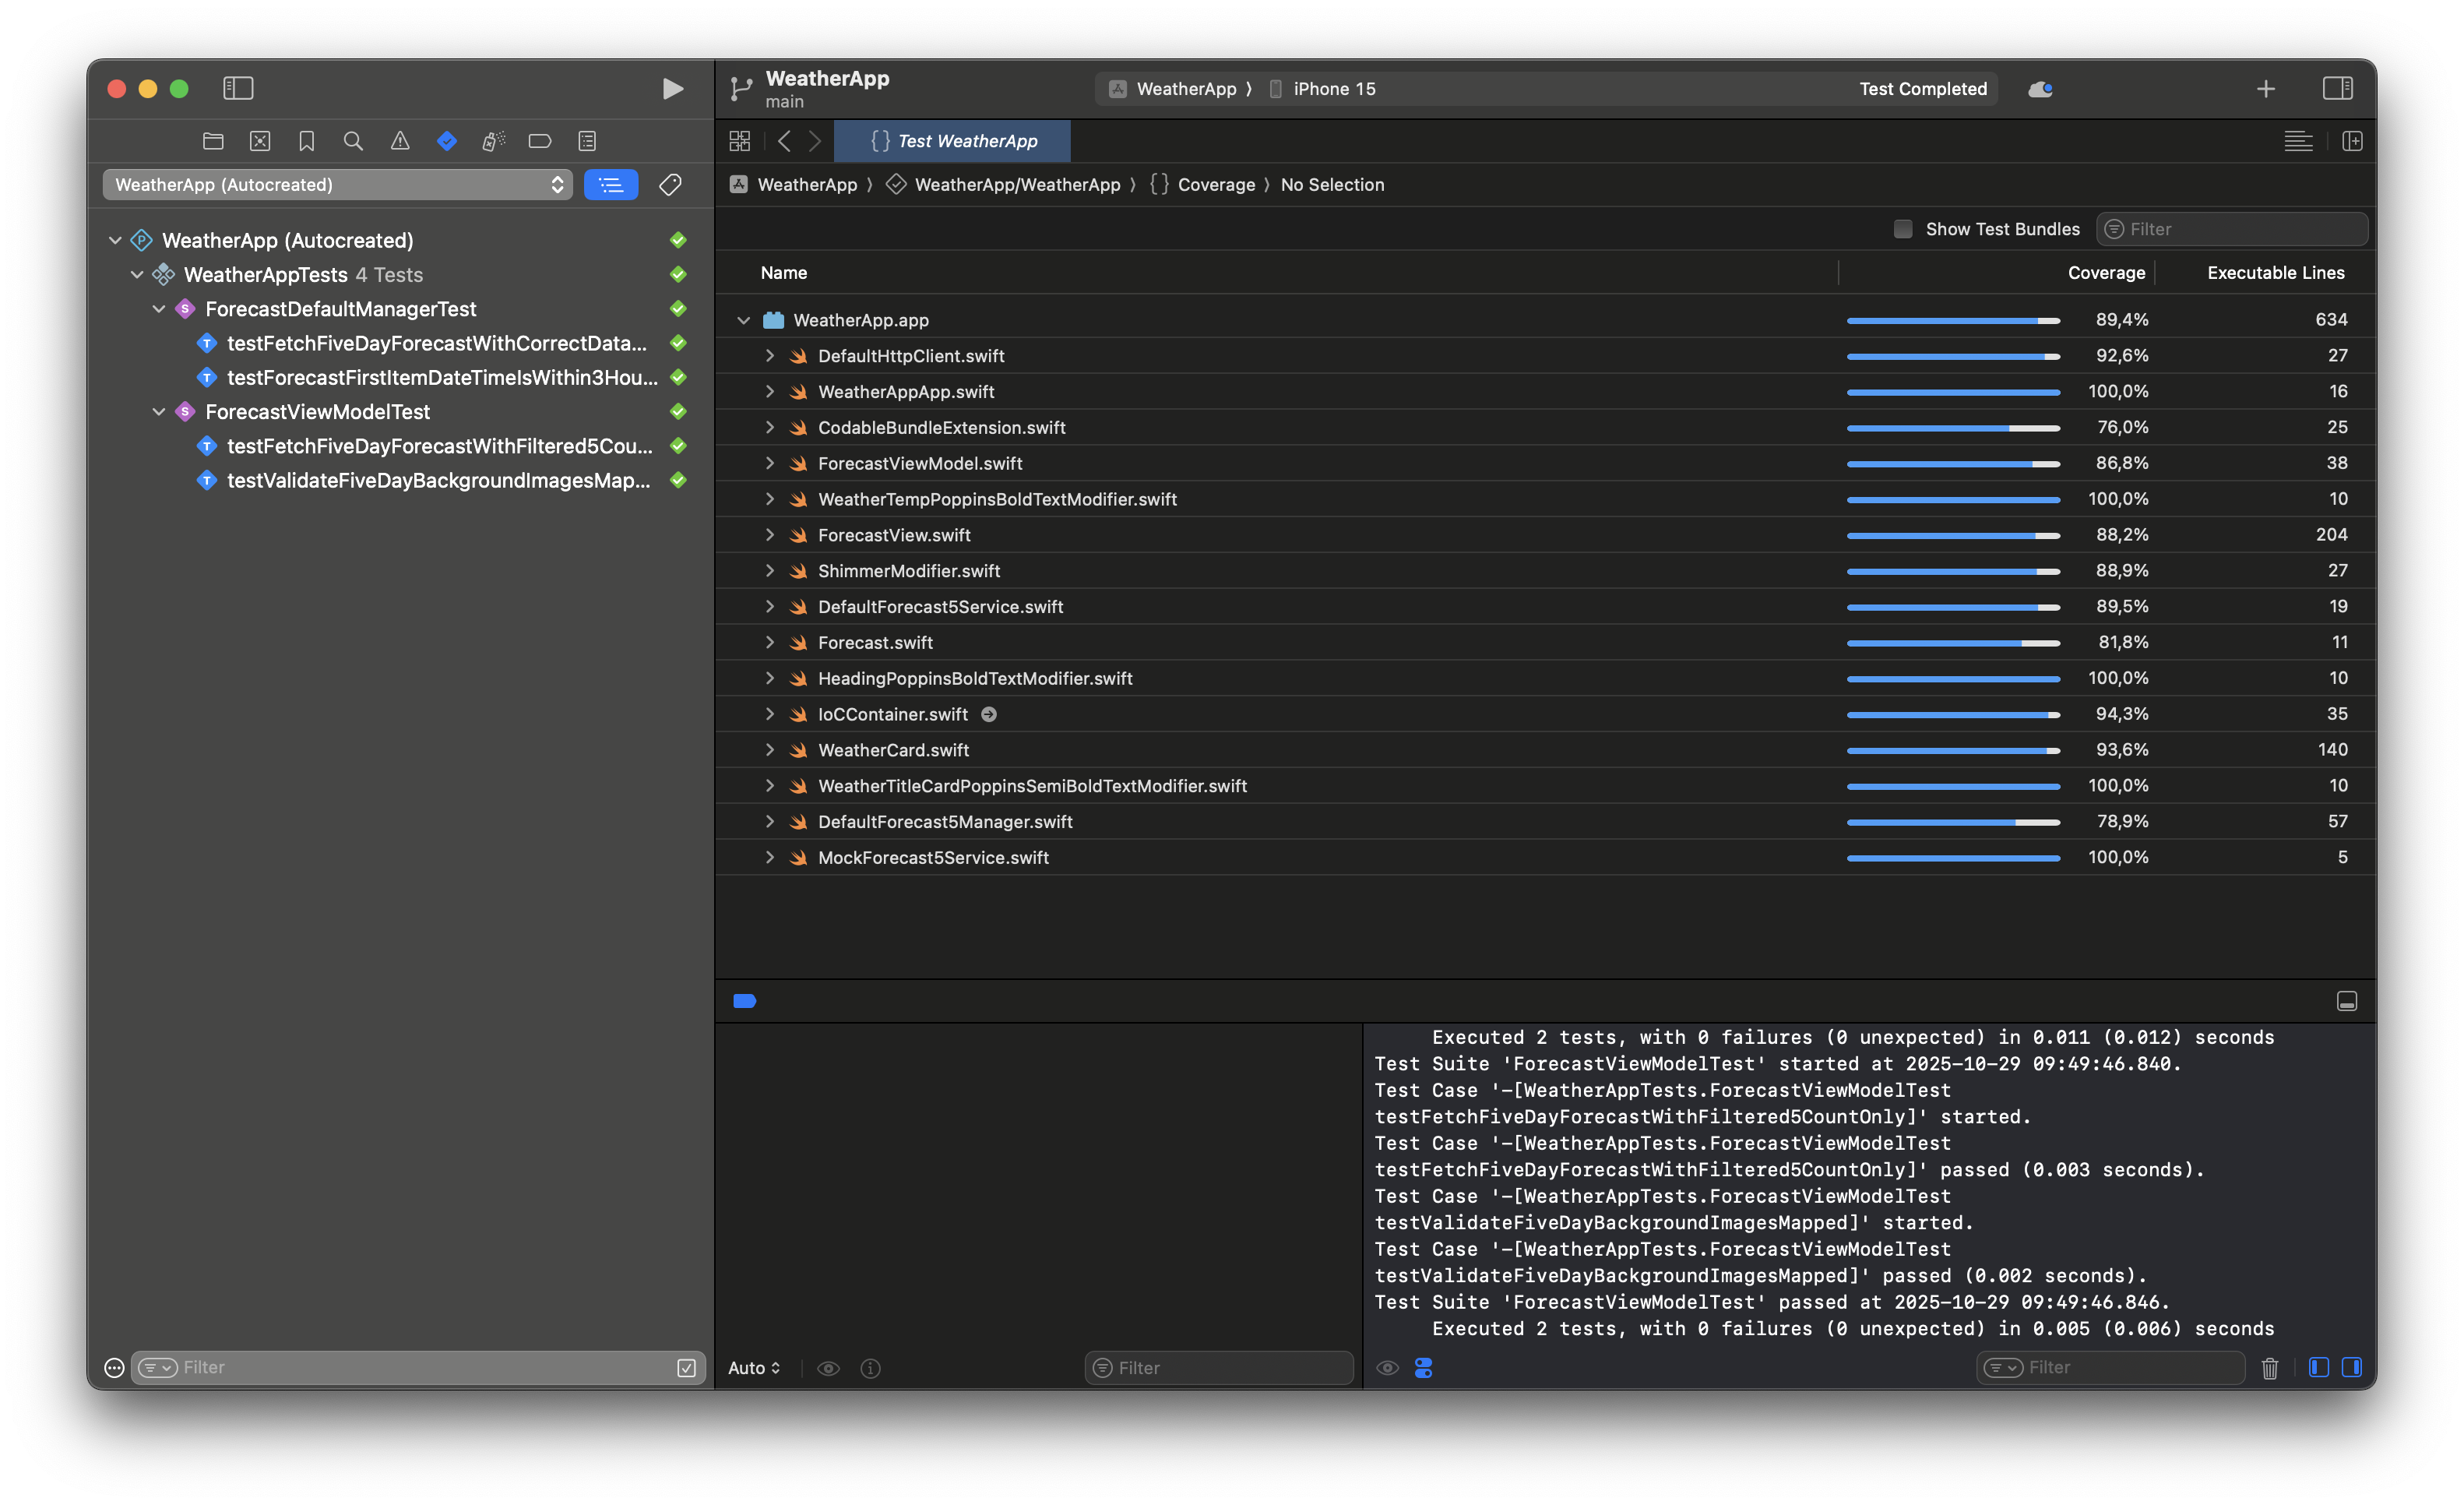 WeatherApp
main
WeatherApp 〉 iPhone 15
Test Completed
Test WeatherApp
WeatherApp (Autocreated)
WeatherApp 〉 WeatherApp/WeatherApp 〉 Coverage 〉 No Selection
Show Test Bundles
Filter
WeatherApp (Autocreated)
WeatherAppTests 4 Tests
ForecastDefaultManagerTest
testFetchFiveDayForecastWithCorrectData...
testForecastFirstItemDateTimeIsWithin3Hou...
ForecastViewModelTest
testFetchFiveDayForecastWithFiltered5Cou...
testValidateFiveDayBackgroundImagesMap...
Filter
Name Coverage Executable Lines
WeatherApp.app 89,4% 634
DefaultHttpClient.swift 92,6% 27
WeatherAppApp.swift 100,0% 16
CodableBundleExtension.swift 76,0% 25
ForecastViewModel.swift 86,8% 38
WeatherTempPoppinsBoldTextModifier.swift 100,0% 10
ForecastView.swift 88,2% 204
ShimmerModifier.swift 88,9% 27
DefaultForecast5Service.swift 89,5% 19
Forecast.swift 81,8% 11
HeadingPoppinsBoldTextModifier.swift 100,0% 10
IoCContainer.swift 94,3% 35
WeatherCard.swift 93,6% 140
WeatherTitleCardPoppinsSemiBoldTextModifier.swift 100,0% 10
DefaultForecast5Manager.swift 78,9% 57
MockForecast5Service.swift 100,0% 5
Auto
Filter
Executed 2 tests, with 0 failures (0 unexpected) in 0.011 (0.012) seconds
Test Suite 'ForecastViewModelTest' started at 2025-10-29 09:49:46.840.
Test Case '-[WeatherAppTests.ForecastViewModelTest
testFetchFiveDayForecastWithFiltered5CountOnly]' started.
Test Case '-[WeatherAppTests.ForecastViewModelTest
testFetchFiveDayForecastWithFiltered5CountOnly]' passed (0.003 seconds).
Test Case '-[WeatherAppTests.ForecastViewModelTest
testValidateFiveDayBackgroundImagesMapped]' started.
Test Case '-[WeatherAppTests.ForecastViewModelTest
testValidateFiveDayBackgroundImagesMapped]' passed (0.002 seconds).
Test Suite 'ForecastViewModelTest' passed at 2025-10-29 09:49:46.846.
Executed 2 tests, with 0 failures (0 unexpected) in 0.005 (0.006) seconds
Filter